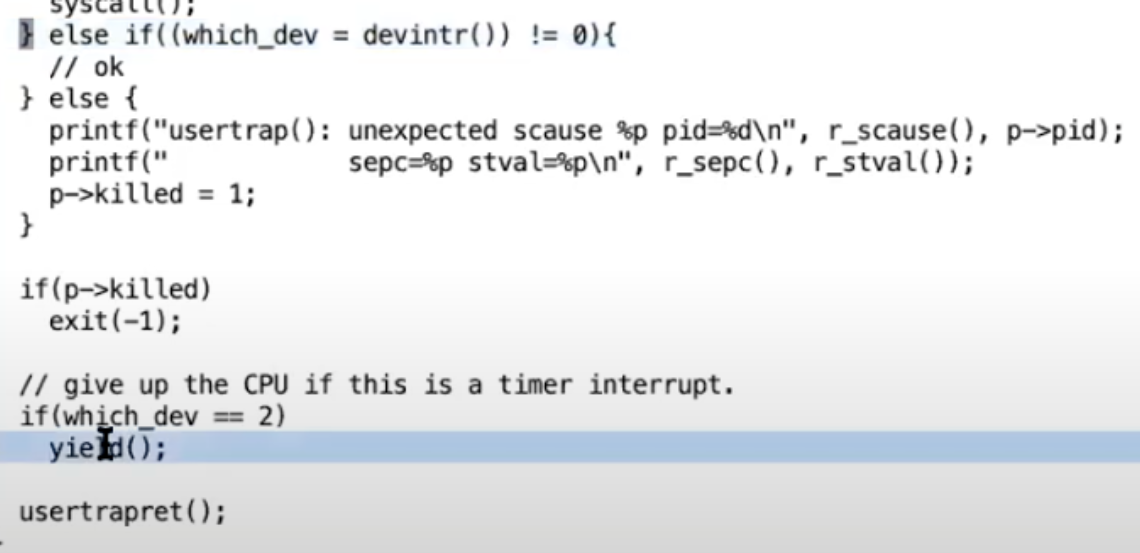 syscall();
} else if((which_dev = devintr()) != 0){
// ok
} else {
printf("usertrap(): unexpected scause %p pid=%d\n", r_scause(), p->pid);
printf("            sepc=%p stval=%p\n", r_sepc(), r_stval());
p->killed = 1;
}
if(p->killed)
exit(-1);
// give up the CPU if this is a timer interrupt.
if(which_dev == 2)
yield();
usertrapret();